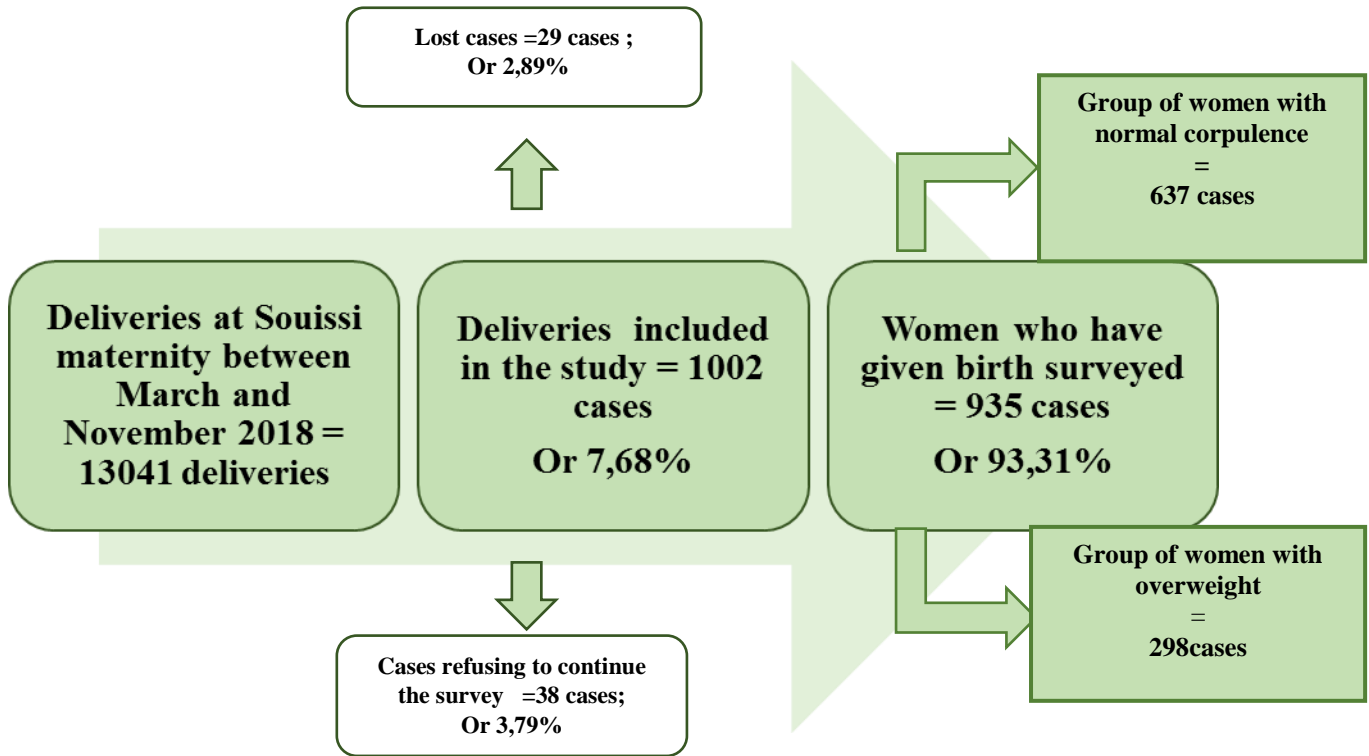 Lost cases =29 cases ;
Or 2,89%
Group of women with
normal corpulence
=
637 cases
Deliveries at Souissi
maternity between
March and
November 2018 =
13041 deliveries
Deliveries included
in the study = 1002
cases
Or 7,68%
Women who have
given birth surveyed
= 935 cases
Or 93,31%
Cases refusing to continue
the survey =38 cases;
Or 3,79%
Group of women with
overweight
=
298cases